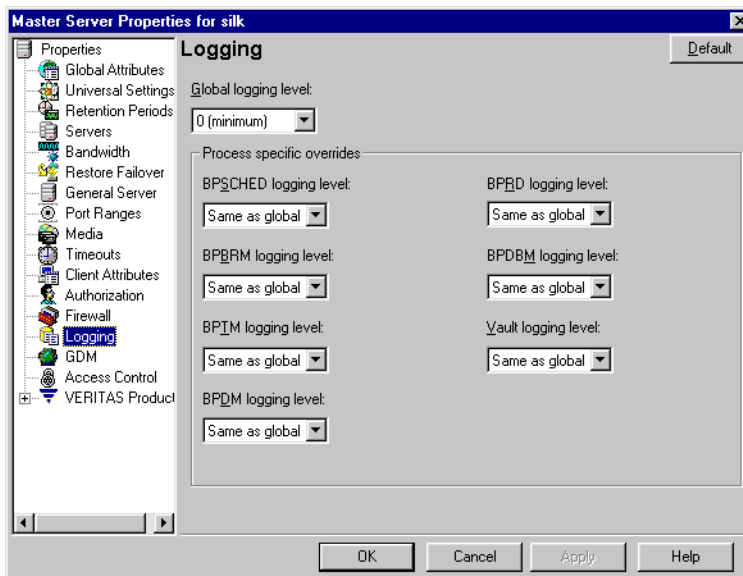 Master Server Properties for silk
Properties
Global Attributes
Universal Settings
Retention Periods
Servers
Bandwidth
Restore Failover
General Server
Port Ranges
Media
Timeouts
Client Attributes
Authorization
Firewall
Logging
GDM
Access Control
VERITAS Product
Logging
Default
Global logging level:
0 (minimum)
Process specific overrides
BPSCHED logging level:
BPRD logging level:
Same as global
Same as global
BPBRM logging level:
BPDBM logging level:
Same as global
Same as global
BPTM logging level:
Vault logging level:
Same as global
Same as global
BPDM logging level:
Same as global
OK
Cancel
Apply
Help